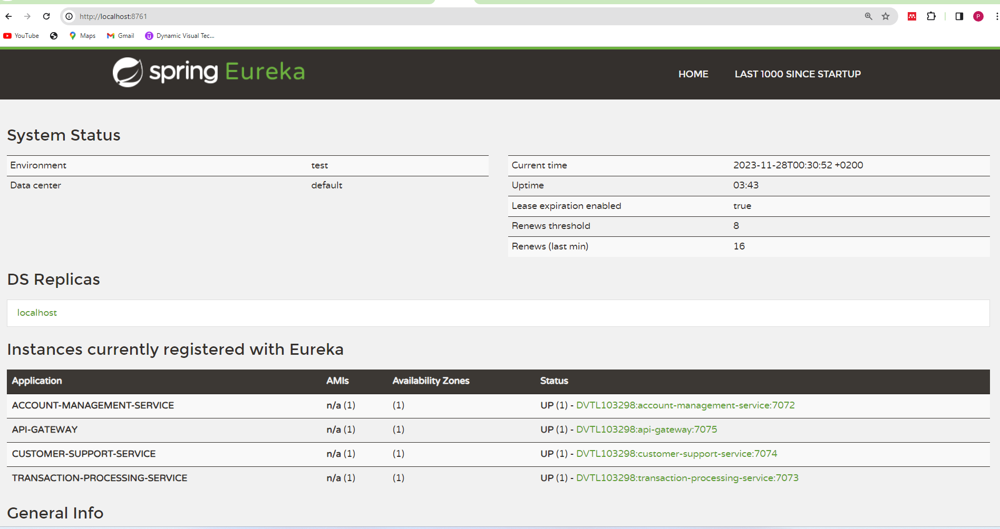 http://localhost:8761
P
YouTube Maps Gmail Dynamic Visual Tec...
spring Eureka
HOME LAST 1000 SINCE STARTUP
System Status
Environment test
Data center default
Current time 2023-11-28T00:30:52 +0200
Uptime 03:43
Lease expiration enabled true
Renews threshold 8
Renews (last min) 16
DS Replicas
localhost
Instances currently registered with Eureka
Application AMIs Availability Zones Status
ACCOUNT-MANAGEMENT-SERVICE n/a (1) (1) UP (1) - DVTL103298:account-management-service:7072
API-GATEWAY n/a (1) (1) UP (1) - DVTL103298:api-gateway:7075
CUSTOMER-SUPPORT-SERVICE n/a (1) (1) UP (1) - DVTL103298:customer-support-service:7074
TRANSACTION-PROCESSING-SERVICE n/a (1) (1) UP (1) - DVTL103298:transaction-processing-service:7073
General Info